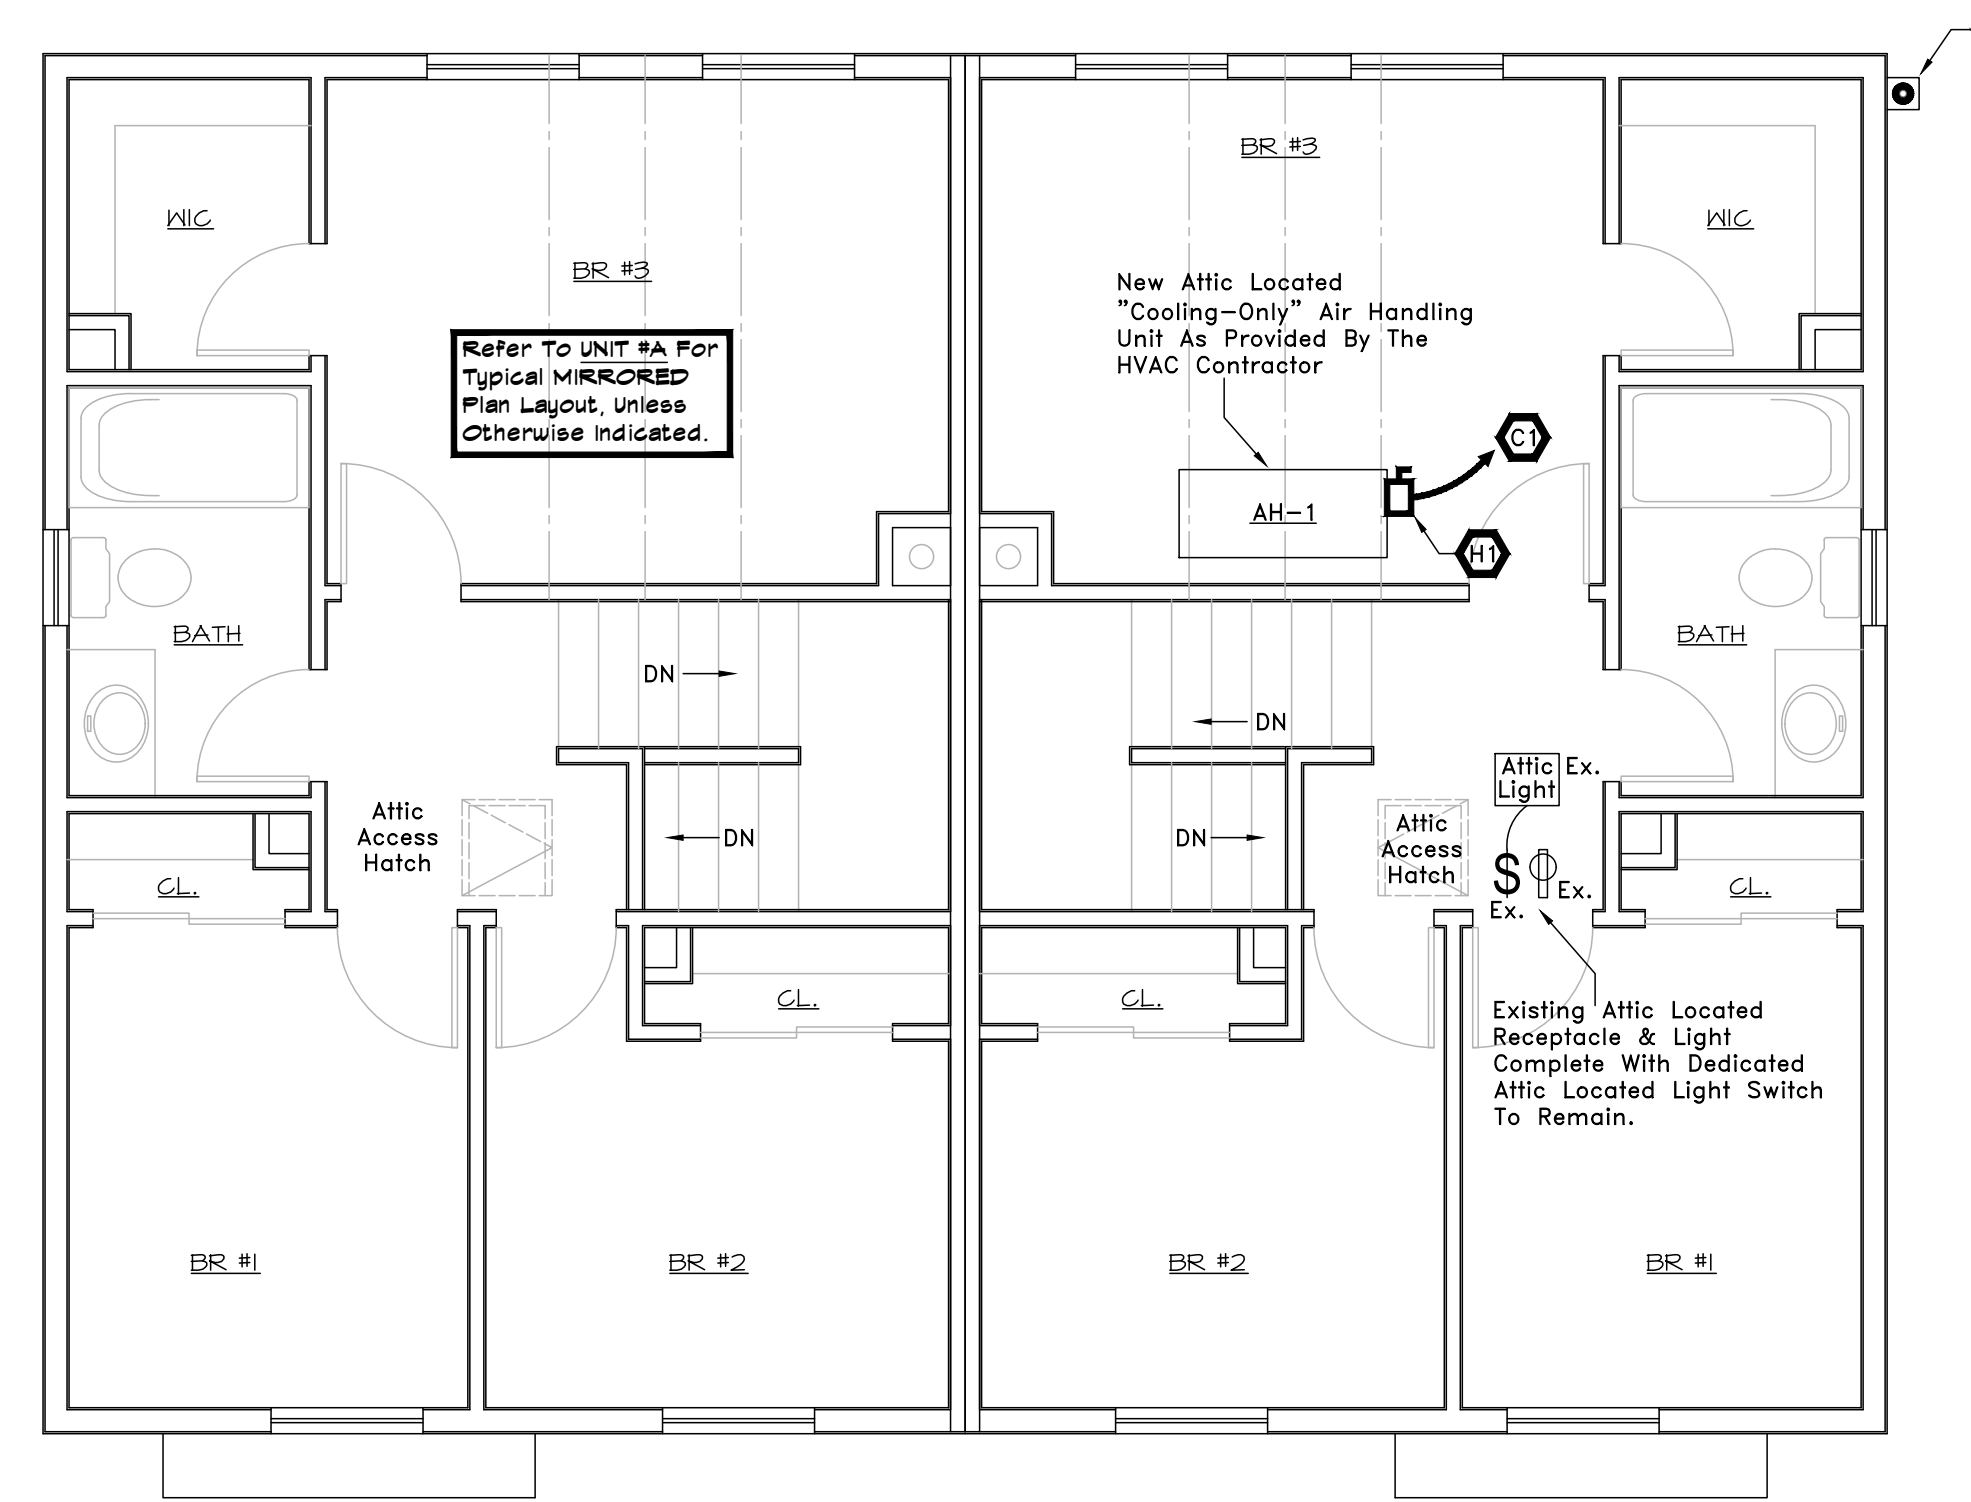 BR #3
WIC
WIC
BR #3
New Attic Located
"Cooling-Only" Air Handling
Unit As Provided By The
HVAC Contractor
Refer To UNIT #A For
Typical MIRRORED
Plan Layout, Unless
Otherwise Indicated.
C1
AH-1
H1
BATH
BATH
DN
DN
Attic Ex.
Light
Attic
Access
Hatch
DN
DN
Attic
Access
Hatch
S
Ex.
Ex.
CL.
CL.
CL.
CL.
Existing Attic Located
Receptacle & Light
Complete With Dedicated
Attic Located Light Switch
To Remain.
BR #1
BR #2
BR #2
BR #1